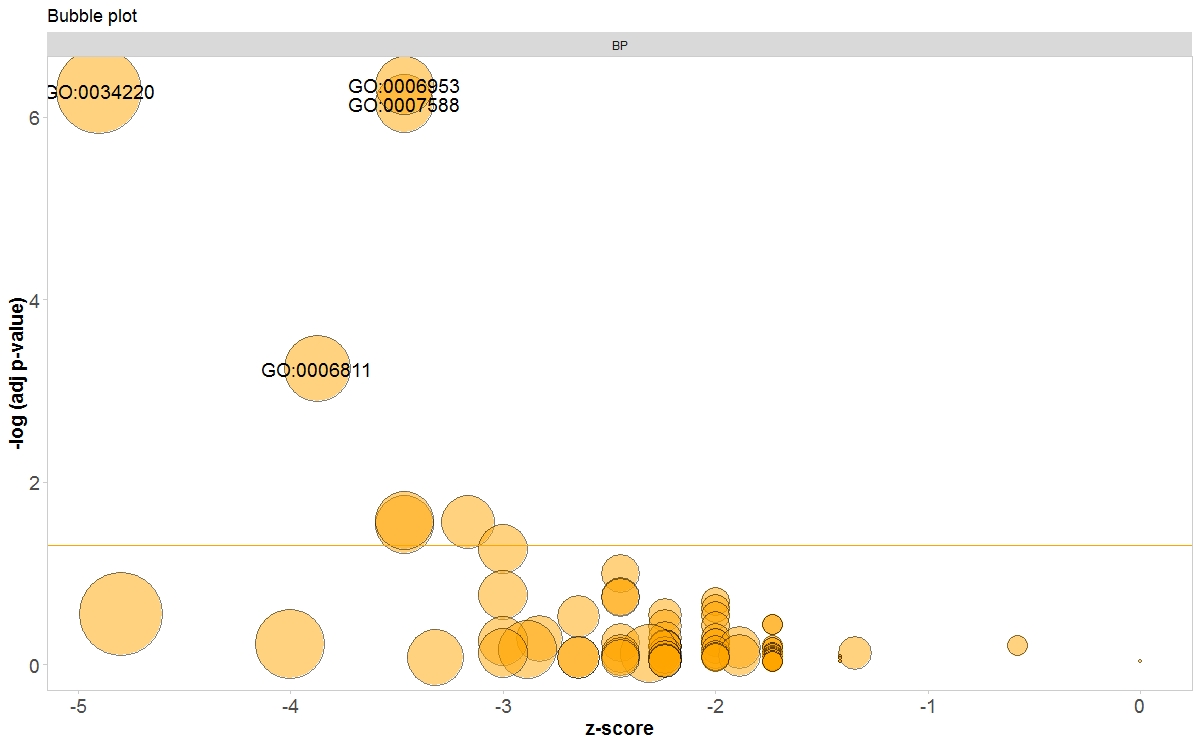 Bubble plot
BP
GO:0034220
GO:0006953
GO:0007588
GO:0006811
6
4
2
0
-log (adj p-value)
-5 -4 -3 -2 -1 0
z-score